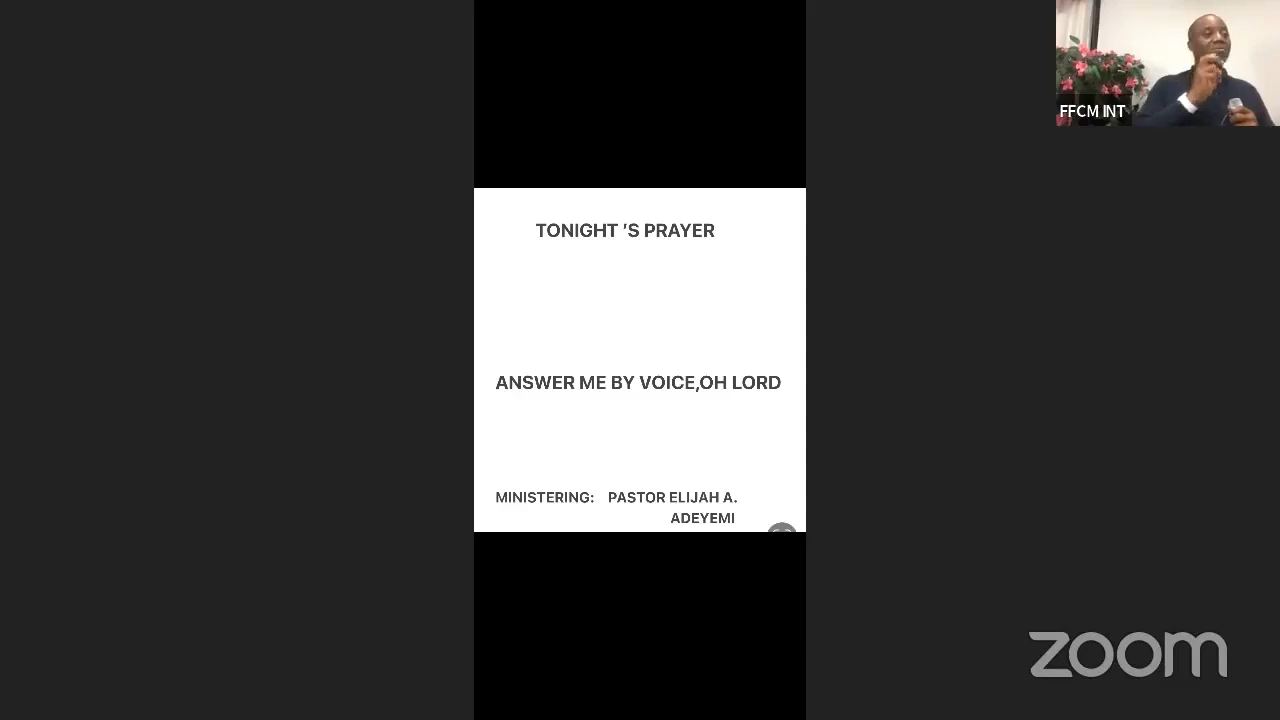 FFCM INT
TONIGHT 'S PRAYER
ANSWER ME BY VOICE,OH LORD
MINISTERING: PASTOR ELIJAH A.
ADEYEMI
zoom